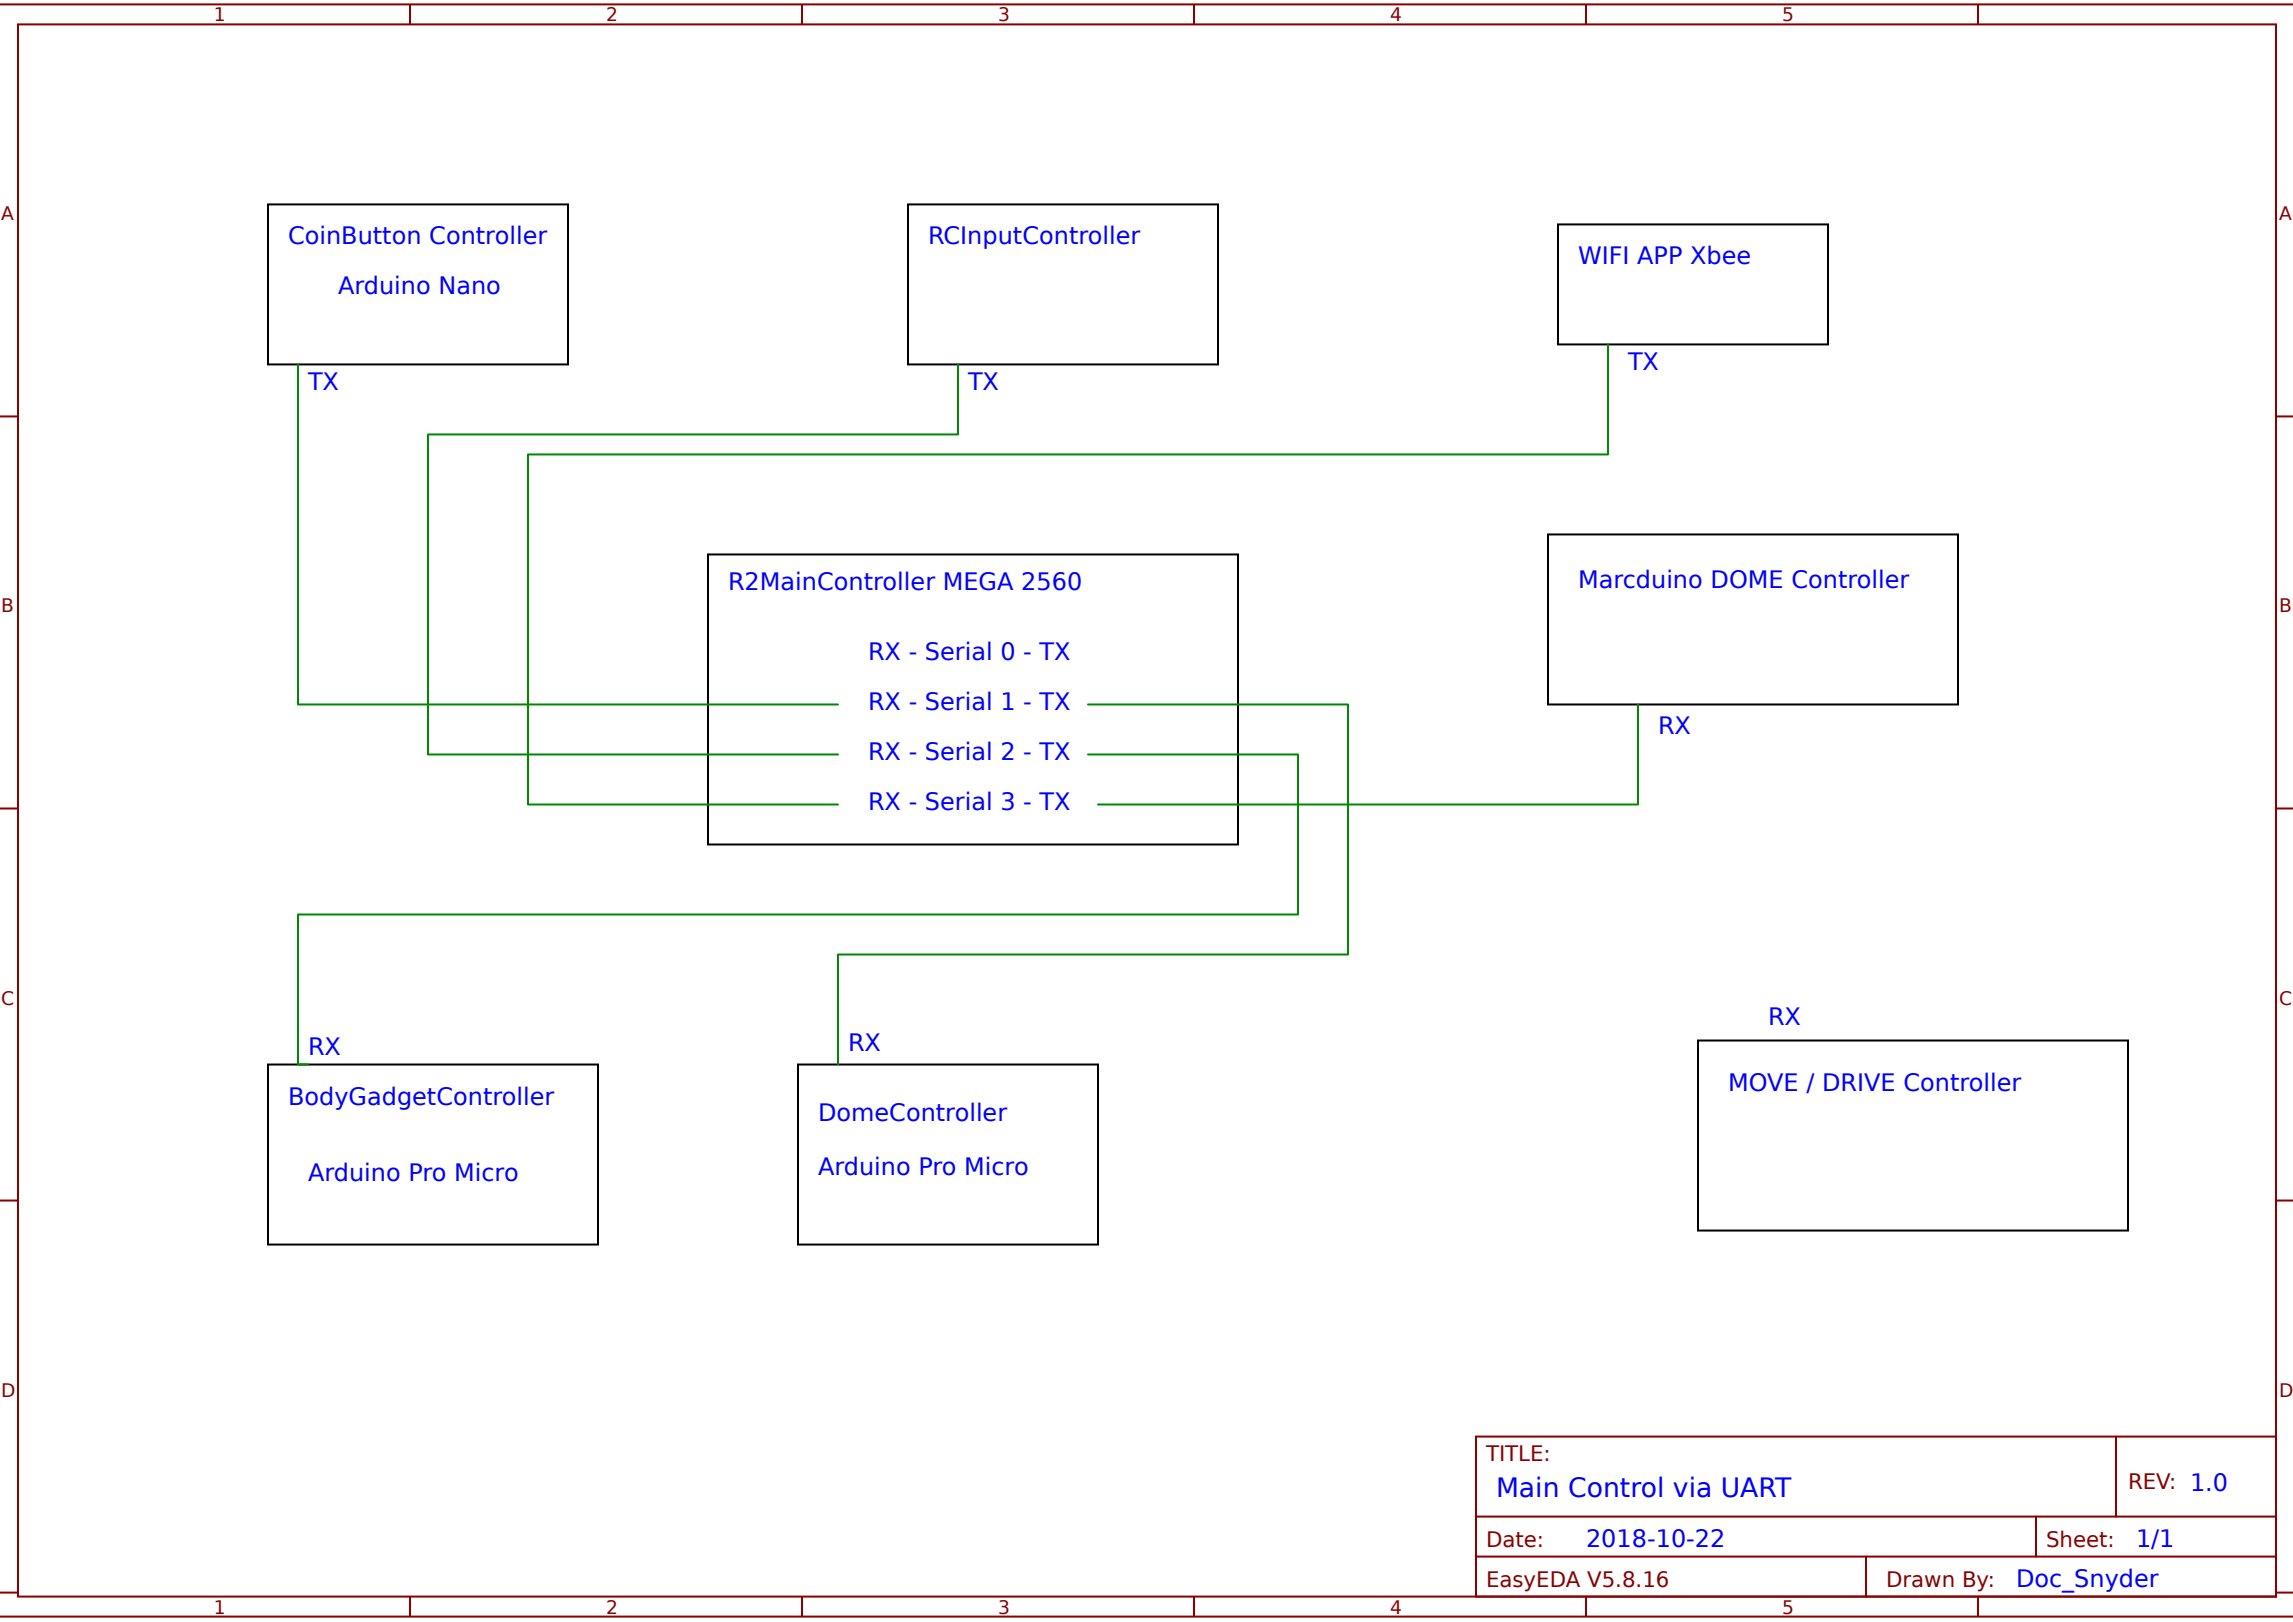 1 2 3 4 5
A A
CoinButton Controller
Arduino Nano
TX
RCInputController
TX
WIFI APP Xbee
TX
B B
R2MainController MEGA 2560
RX - Serial 0 - TX
RX - Serial 1 - TX
RX - Serial 2 - TX
RX - Serial 3 - TX
Marcduino DOME Controller
RX
C C
RX
BodyGadgetController
Arduino Pro Micro
RX
DomeController
Arduino Pro Micro
RX
MOVE / DRIVE Controller
D D
TITLE:
Main Control via UART
REV: 1.0
Date: 2018-10-22
Sheet: 1/1
EasyEDA V5.8.16
Drawn By: Doc_Snyder
1 2 3 4 5